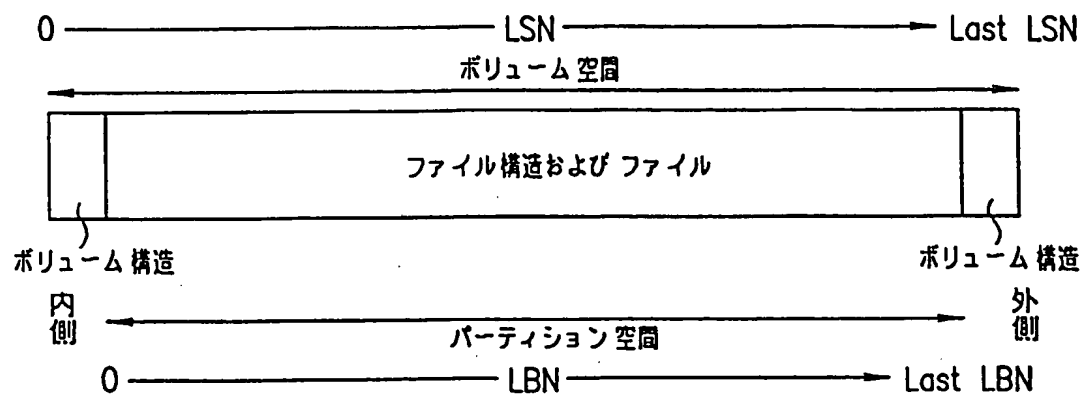 0 LSN Last LSN
ボリューム空間
ファイル構造および ファイル
ボリューム構造 ボリューム構造
内側 外側
パーティション空間
0 LBN Last LBN